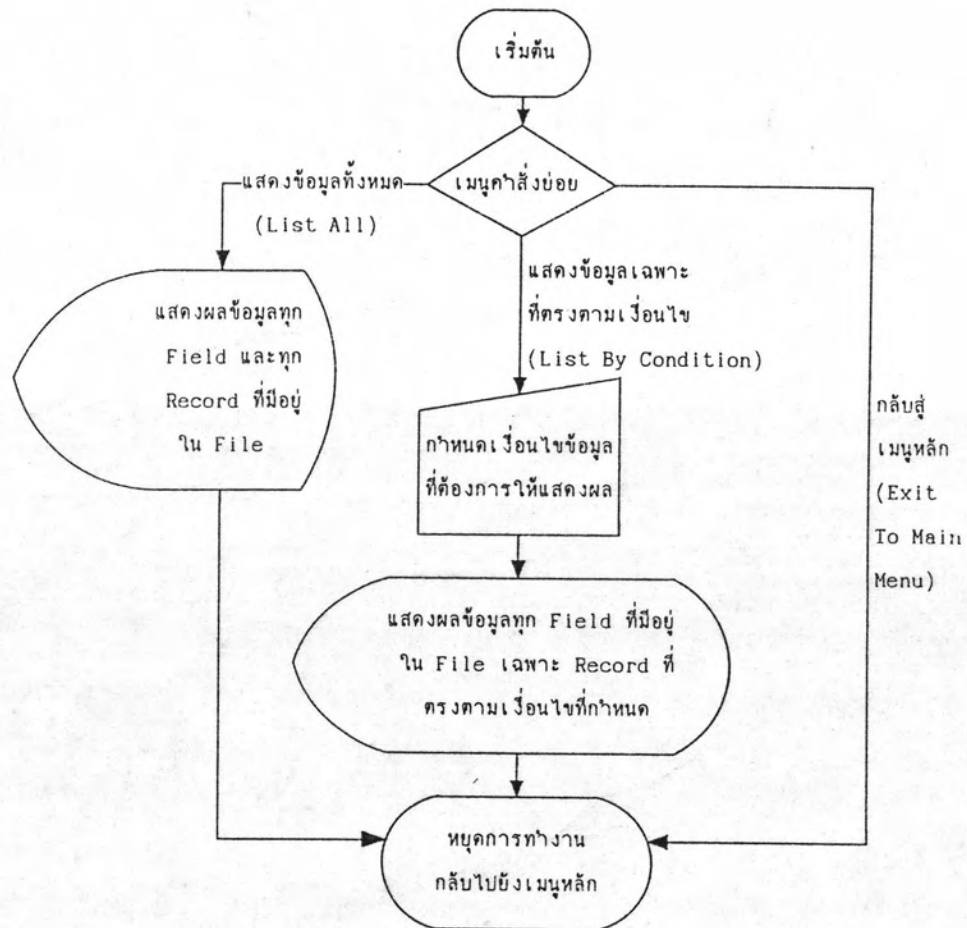 เริ่มต้น
เมนูคำสั่งย่อย
แสดงข้อมูลทั้งหมด
(List All)
แสดงผลข้อมูลทุก
Field และทุก
Record ที่มีอยู่
ใน File
แสดงข้อมูลเฉพาะ
ที่ตรงตามเงื่อนไข
(List By Condition)
กำหนดเงื่อนไขข้อมูล
ที่ต้องการให้แสดงผล
แสดงผลข้อมูลทุก Field ที่มีอยู่
ใน File เฉพาะ Record ที่
ตรงตามเงื่อนไขที่กำหนด
กลับสู่
เมนูหลัก
(Exit
To Main
Menu)
หยุดการทำงาน
กลับไปยังเมนูหลัก